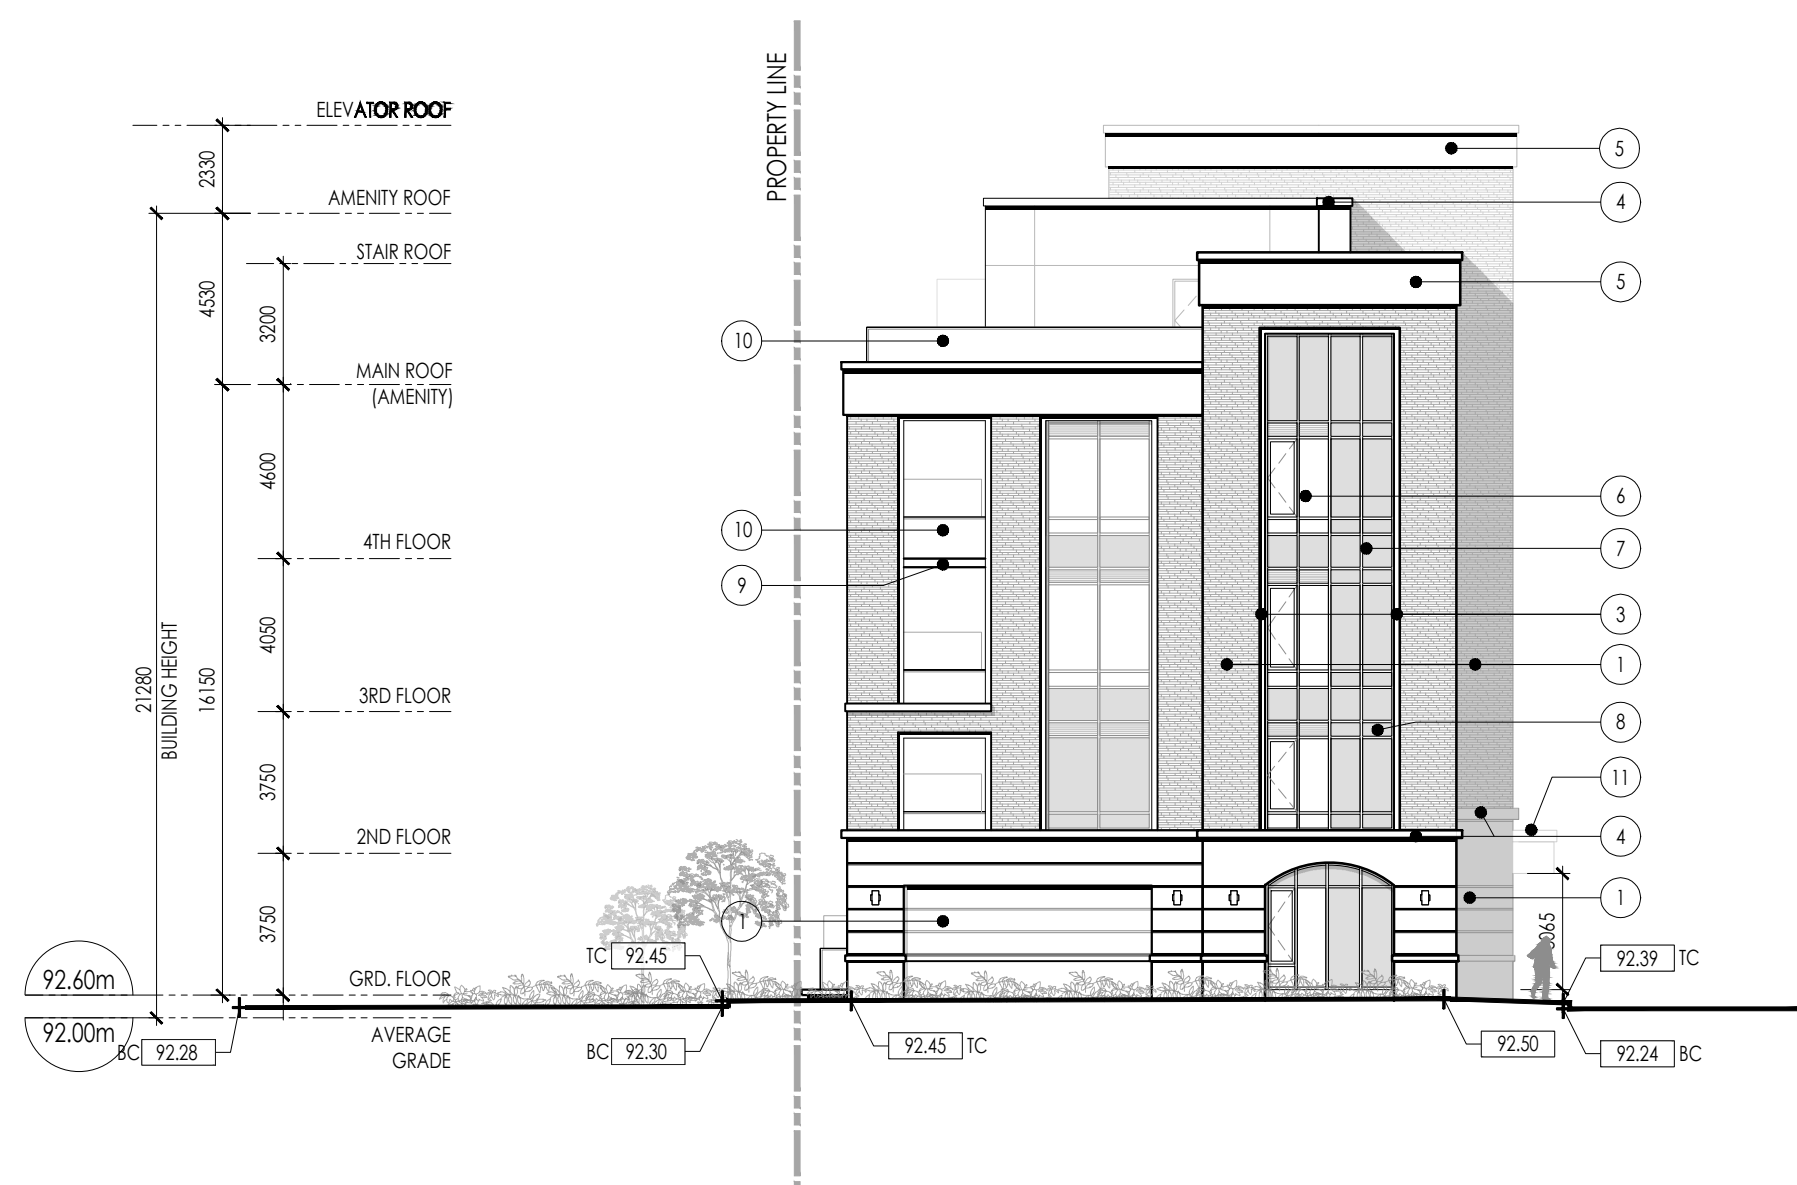 PROPERTY LINE
ELEVATOR ROOF
2330
5
AMENITY ROOF
4
STAIR ROOF
4530
3200
5
10
MAIN ROOF
(AMENITY)
4600
6
10
4TH FLOOR
7
9
4050
3
21280
BUILDING HEIGHT
16150
1
3RD FLOOR
8
3750
11
2ND FLOOR
4
3750
1
1
TC 92.45
92.39 TC
92.60m
GRD. FLOOR
92.00m
AVERAGE
GRADE
BC 92.28
BC 92.30
92.45 TC
92.50
92.24 BC